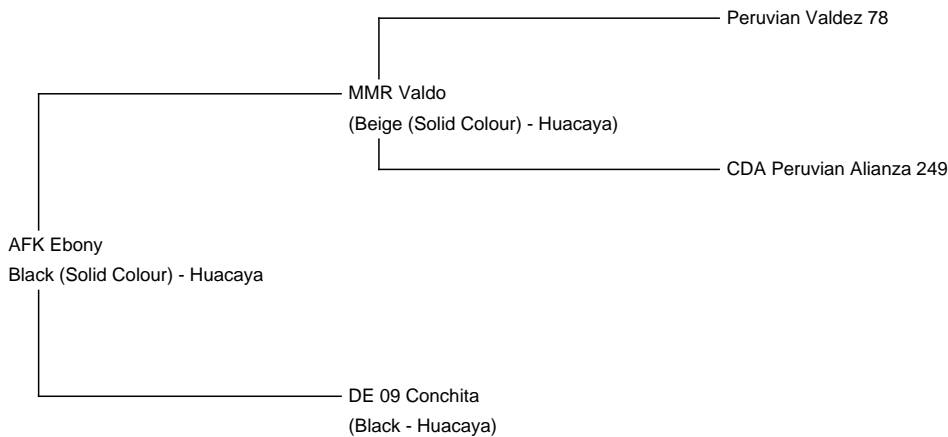 Peruvian Valdez 78
MMR Valdo
(Beige (Solid Colour) - Huacaya)
CDA Peruvian Alianza 249
AFK Ebony
Black (Solid Colour) - Huacaya
DE 09 Conchita
(Black - Huacaya)